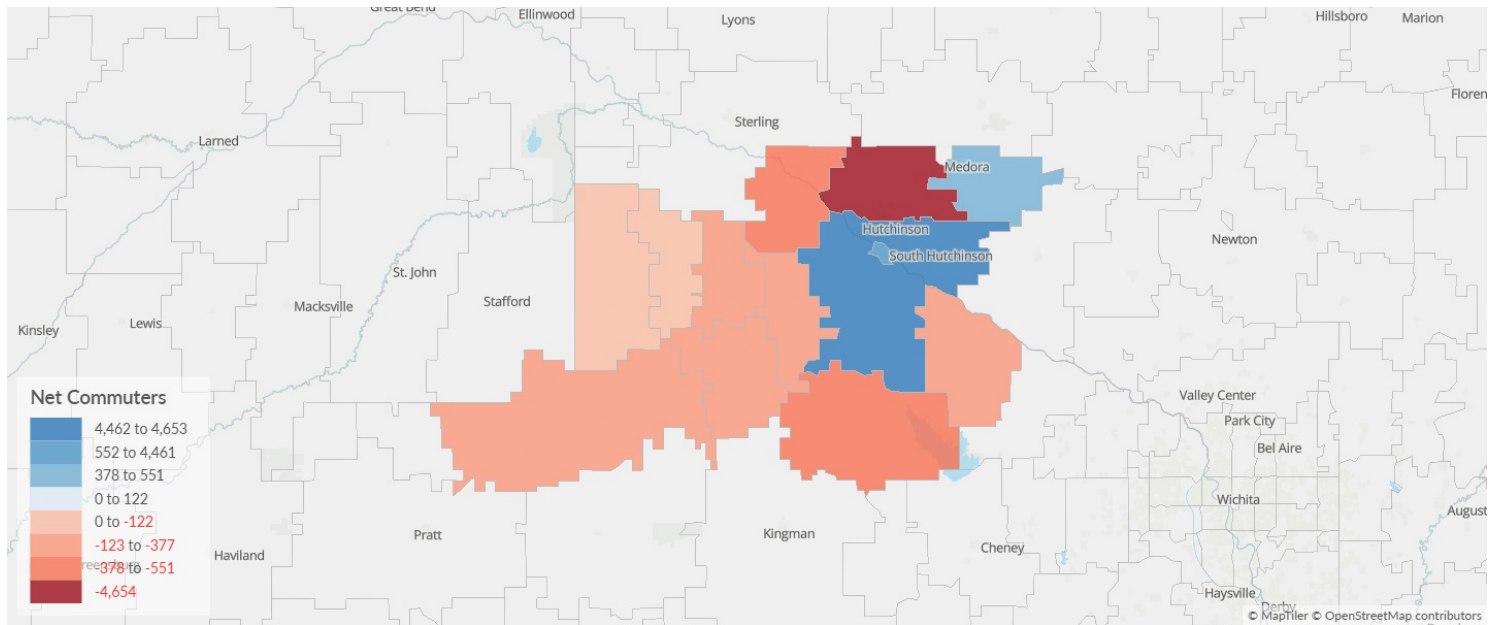 Great Bend
Ellinwood
Lyons
Hillsboro
Marion
Larned
Sterling
Medora
Hutchinson
South Hutchinson
Newton
St. John
Stafford
Macksville
Lewis
Kinsley
Valley Center
Park City
Bel Aire
Wichita
Pratt
Haviland
Kingman
Cheney
Haysville
Derby
Net Commuters
4,462 to 4,653
552 to 4,461
378 to 551
0 to 122
0 to -122
-123 to -377
-378 to -551
-4,654
© MapTiler © OpenStreetMap contributors